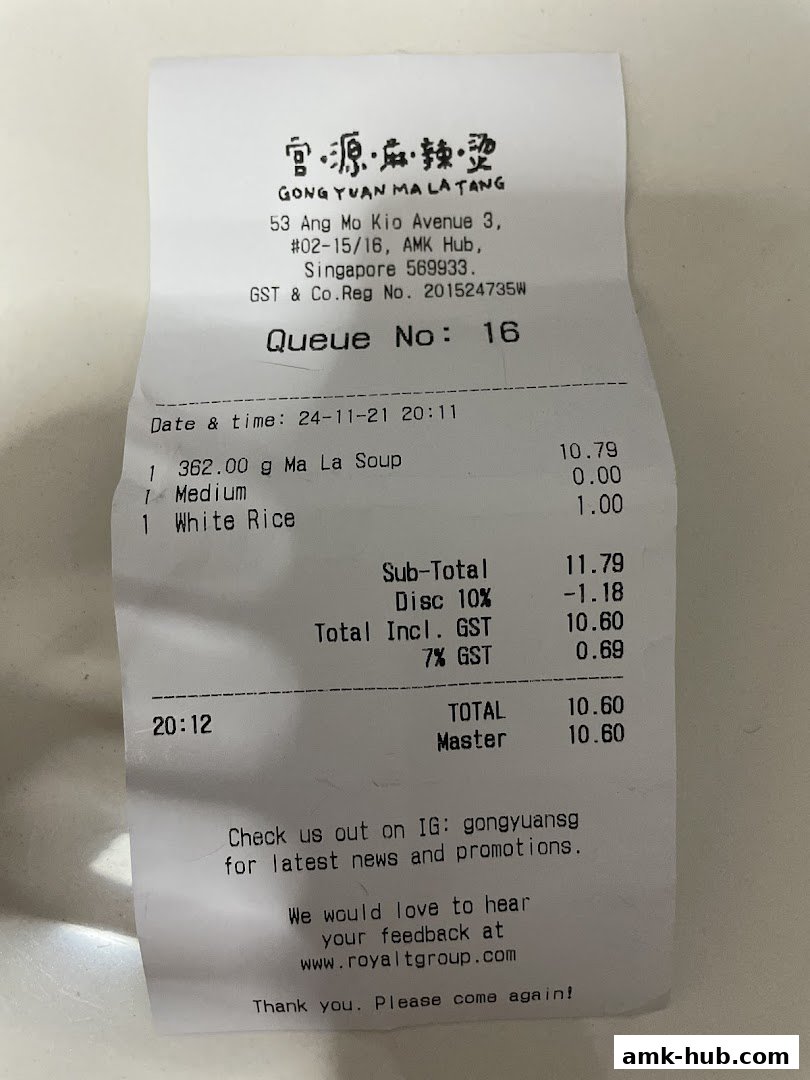 宫·源·麻·辣·烫
GONG YUAN MA LA TANG
53 Ang Mo Kio Avenue 3,
#02-15/16, AMK Hub,
Singapore 569933.
GST & Co.Reg No. 201524735W
Queue No: 16
Date & time: 24-11-21 20:11
1 362.00 g Ma La Soup 10.79
1 Medium 0.00
1 White Rice 1.00
Sub-Total 11.79
Disc 10% -1.18
Total Incl. GST 10.60
7% GST 0.69
20:12 TOTAL 10.60
Master 10.60
Check us out on IG: gongyuansg
for latest news and promotions.
We would love to hear
your feedback at
www.royaltgroup.com
Thank you. Please come again!
amk-hub.com